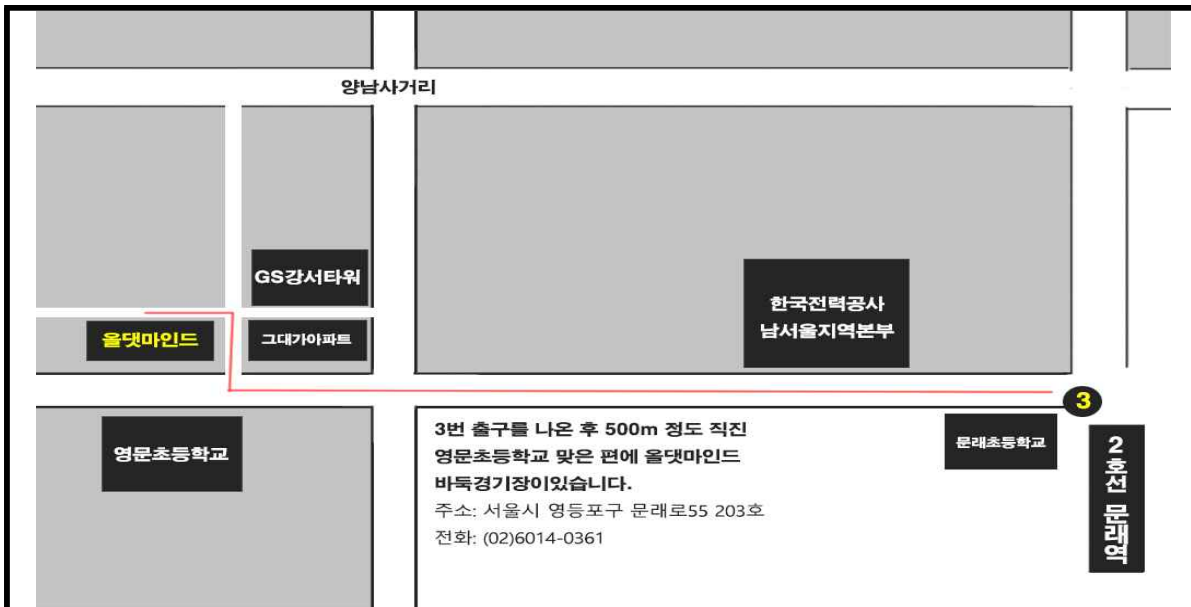 양남사거리
GS강서타워
올댓마인드
그대가아파트
한국전력공사
남서울지역본부
3
영문초등학교
3번 출구를 나온 후 500m 정도 직진
영문초등학교 맞은 편에 올댓마인드
바둑경기장이있습니다.
주소: 서울시 영등포구 문래로55 203호
전화: (02)6014-0361
문래초등학교
2호선 문래역